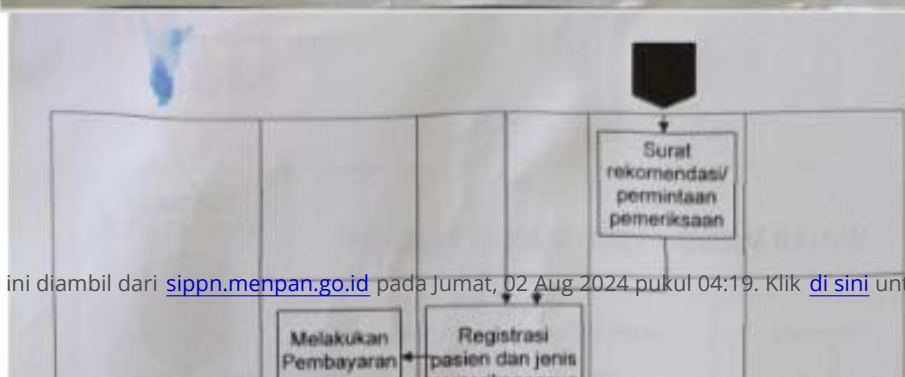 Surat
rekomendasi/
permintaan
pemeriksaan
ini diambil dari sippn.menpan.go.id pada Jumat, 02 Aug 2024 pukul 04:19. Klik di sini
Melakukan
Pembayaran
Registrasi
pasien dan jenis